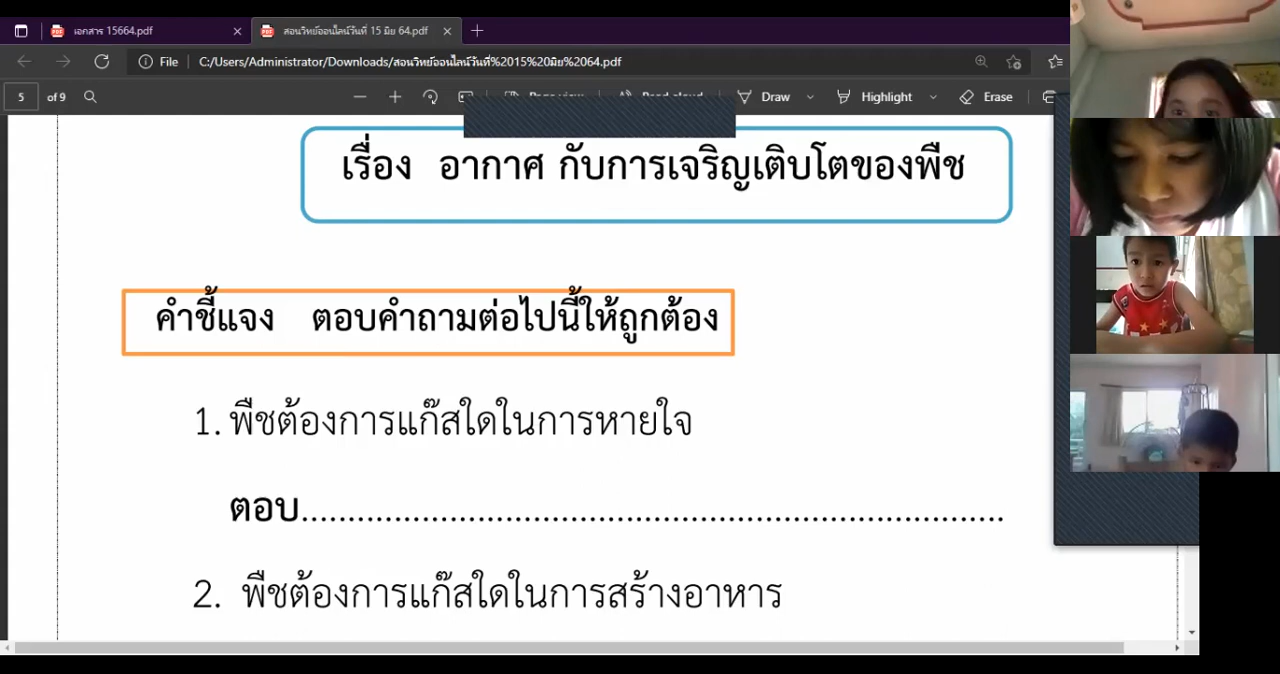 เอกสาร 15664.pdf
สอนวิทย์ออนไลน์วันที่ 15 มิย 64.pdf
File
C:/Users/Administrator/Downloads/สอนวิทย์ออนไลน์วันที่%2015%20มิย%2064.pdf
5 of 9
Draw
Highlight
Erase
เรื่อง อากาศ กับการเจริญเติบโตของพืช
คำชี้แจง ตอบคำถามต่อไปนี้ให้ถูกต้อง
1. พืชต้องการแก๊สใดในการหายใจ
ตอบ............................................................................
2. พืชต้องการแก๊สใดในการสร้างอาหาร